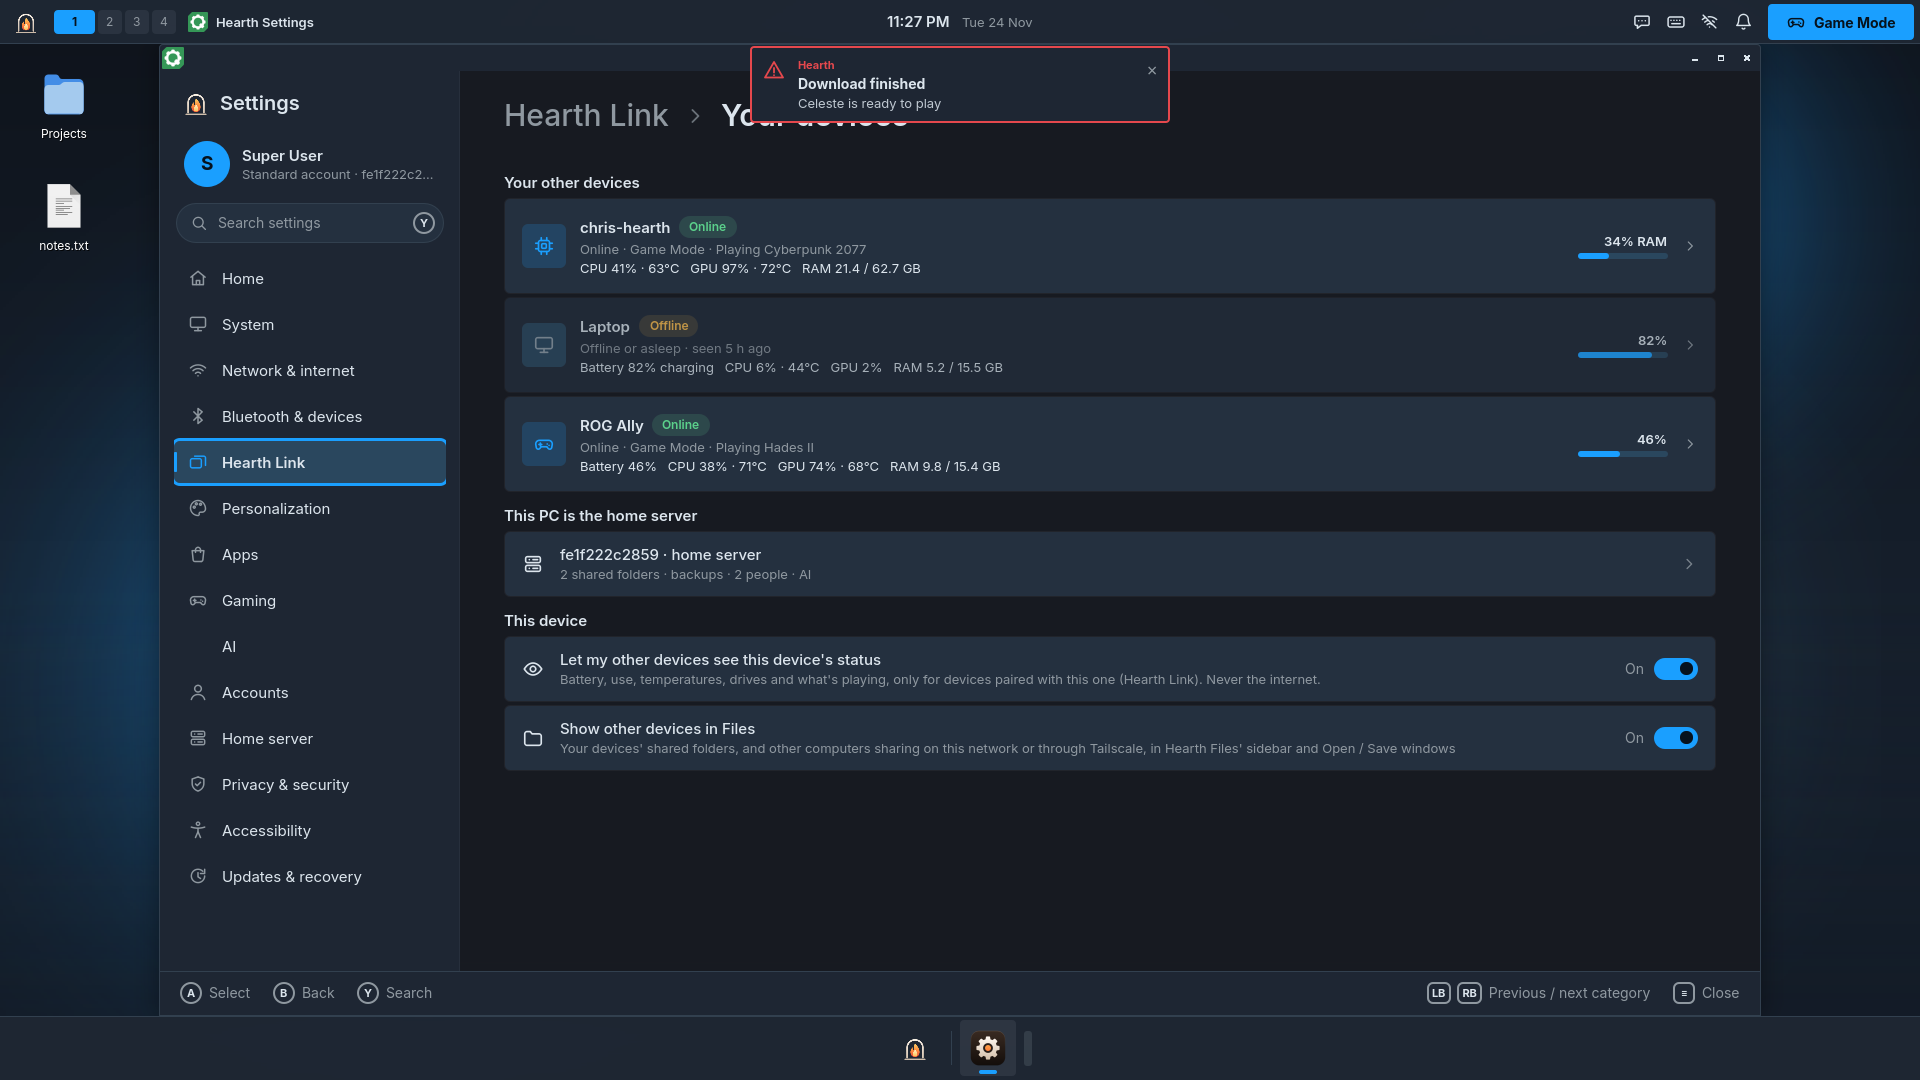 1
2
3
4
Hearth Settings
11:27 PM
Tue 24 Nov
Game Mode
Hearth
Download finished
Celeste is ready to play
Projects
notes.txt
Settings
S
Super User
Standard account · fe1f222c2...
Search settings
Y
Home
System
Network & internet
Bluetooth & devices
Hearth Link
Personalization
Apps
Gaming
AI
Accounts
Home server
Privacy & security
Accessibility
Updates & recovery
Hearth Link
Your devices
Your other devices
chris-hearth
Online
Online · Game Mode · Playing Cyberpunk 2077
CPU 41% · 63°C GPU 97% · 72°C RAM 21.4 / 62.7 GB
34% RAM
Laptop
Offline
Offline or asleep · seen 5 h ago
Battery 82% charging CPU 6% · 44°C GPU 2% RAM 5.2 / 15.5 GB
82%
ROG Ally
Online
Online · Game Mode · Playing Hades II
Battery 46% CPU 38% · 71°C GPU 74% · 68°C RAM 9.8 / 15.4 GB
46%
This PC is the home server
fe1f222c2859 · home server
2 shared folders · backups · 2 people · AI
This device
Let my other devices see this device's status
Battery, use, temperatures, drives and what's playing, only for devices paired with this one (Hearth Link). Never the internet.
On
Show other devices in Files
Your devices' shared folders, and other computers sharing on this network or through Tailscale, in Hearth Files' sidebar and Open / Save windows
On
A Select
B Back
Y Search
LB RB Previous / next category
Close